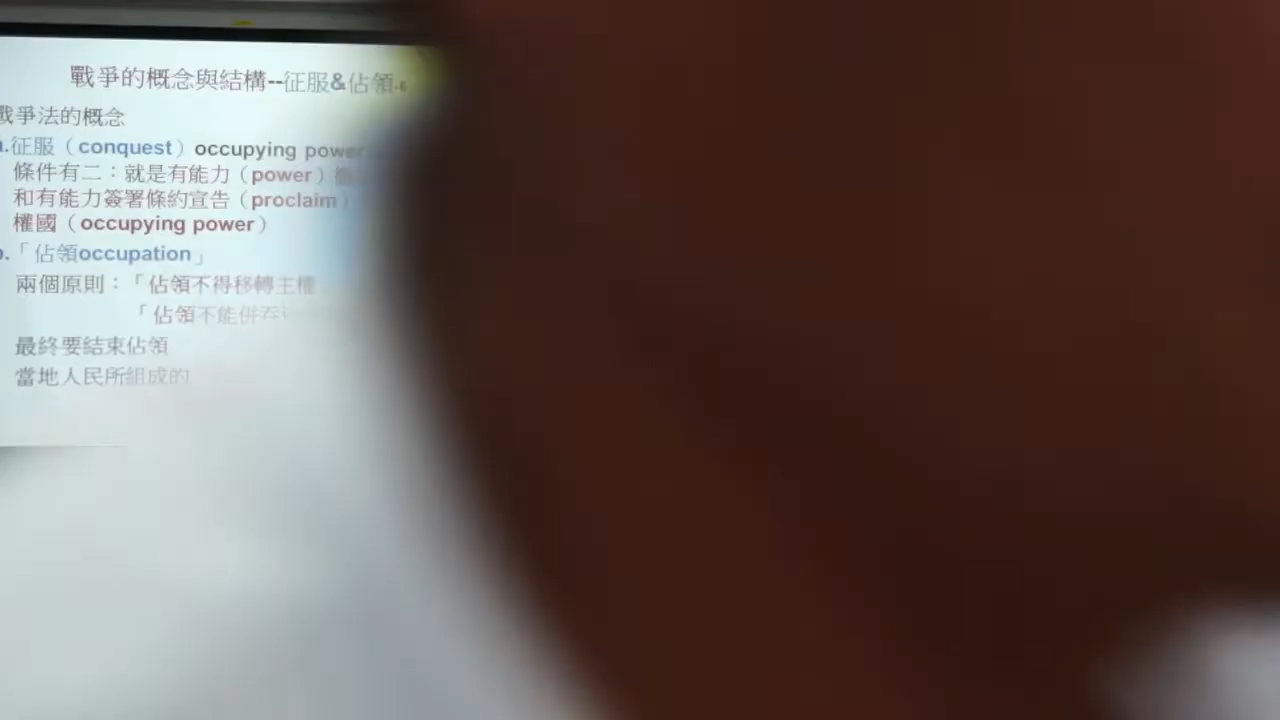 戰爭的概念與結構--征服&佔領
戰爭法的概念
.征服（conquest）occupying power
條件有二：就是有能力（power）
和有能力簽署條約宣告（proclaim）
權國（occupying power）
.「佔領occupation」
兩個原則：「佔領不得移轉主權
「佔領不能併吞
最終要結束佔領
當地人民所組成的